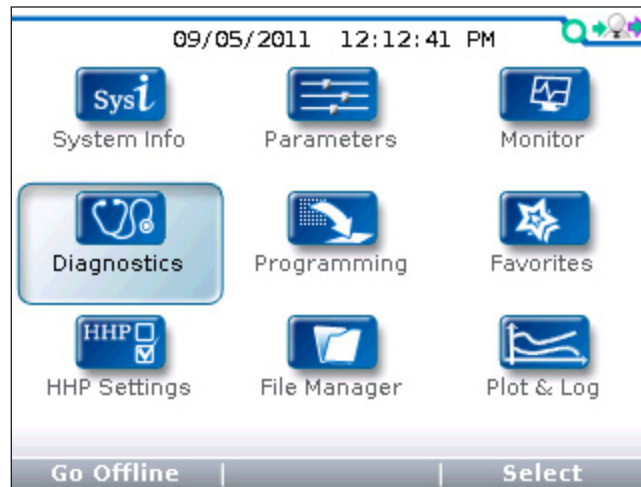 09/05/2011 12:12:41 PM
Sysi
System Info
Parameters
Monitor
Diagnostics
Programming
Favorites
HHP
HHP Settings
File Manager
Plot & Log
Go Offline | | Select